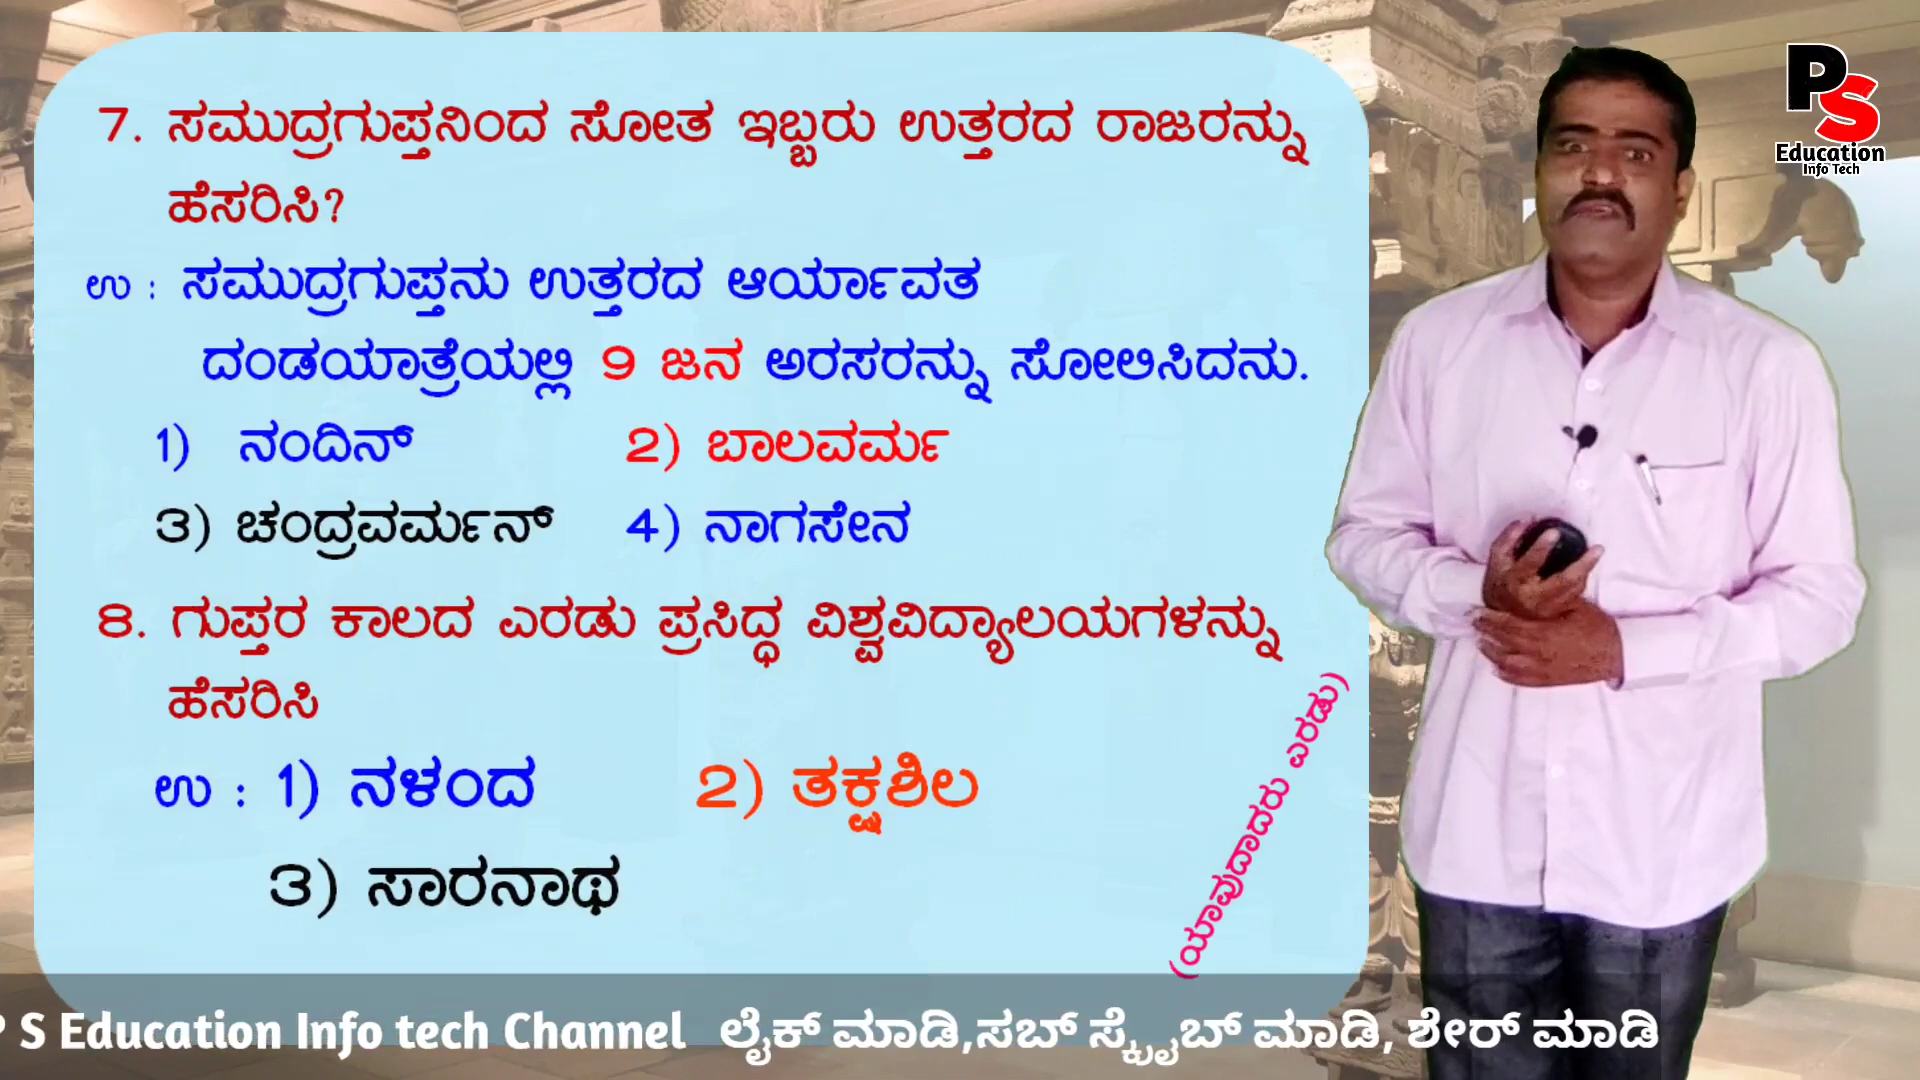 7. ಸಮುದ್ರಗುಪ್ತನಿಂದ ಸೋತ ಇಬ್ಬರು ಉತ್ತರದ ರಾಜರನ್ನು
ಹೆಸರಿಸಿ?
ಉ : ಸಮುದ್ರಗುಪ್ತನು ಉತ್ತರದ ಆರ್ಯಾವತ
ದಂಡಯಾತ್ರೆಯಲ್ಲಿ 9 ಜನ ಅರಸರನ್ನು ಸೋಲಿಸಿದನು.
1) ನಂದಿನ್ 2) ಬಾಲವರ್ಮ
3) ಚಂದ್ರವರ್ಮನ್ 4) ನಾಗಸೇನ
8. ಗುಪ್ತರ ಕಾಲದ ಎರಡು ಪ್ರಸಿದ್ಧ ವಿಶ್ವವಿದ್ಯಾಲಯಗಳನ್ನು
ಹೆಸರಿಸಿ
ಉ : 1) ನಳಂದ 2) ತಕ್ಷಶಿಲ
3) ಸಾರನಾಥ
(ಯಾವುದಾದರು ಎರಡು)
P S Education Info tech Channel ಲೈಕ್ ಮಾಡಿ,ಸಬ್ ಸ್ಕ್ರೈಬ್ ಮಾಡಿ, ಶೇರ್ ಮಾಡಿ
PS
Education
Info Tech